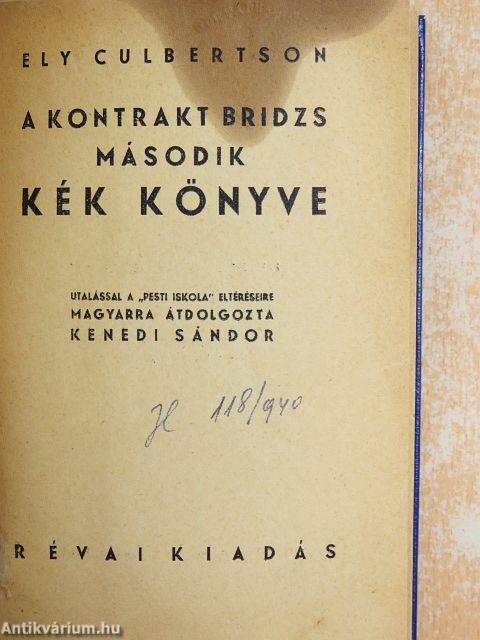 ELY CULBERTSON
A KONTRAKT BRIDZS
MÁSODIK
KÉK KÖNYVE
UTALÁSSAL A „PESTI ISKOLA" ELTÉRÉSEIRE
MAGYARRA ÁTDOLGOZTA
KENEDI SÁNDOR
118/940
RÉVAI KIADÁS
Antikvárium.hu